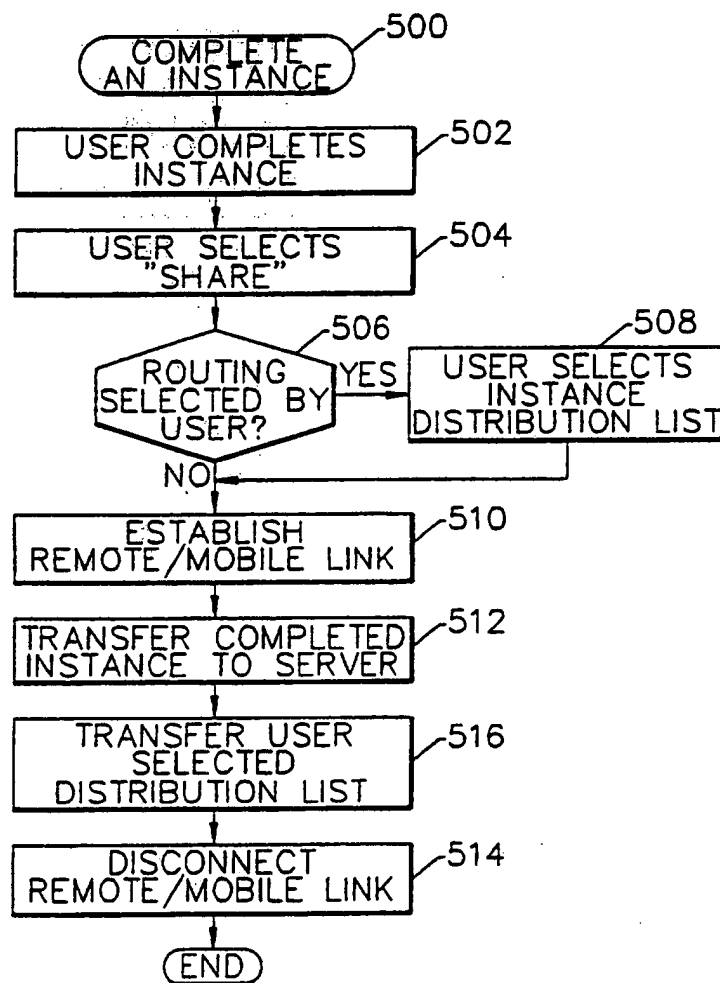 COMPLETE
AN INSTANCE
500
USER COMPLETES
INSTANCE
502
USER SELECTS
"SHARE"
504
ROUTING
SELECTED BY
USER?
506
YES
USER SELECTS
INSTANCE
DISTRIBUTION LIST
508
NO
ESTABLISH
REMOTE/MOBILE LINK
510
TRANSFER COMPLETED
INSTANCE TO SERVER
512
TRANSFER USER
SELECTED
DISTRIBUTION LIST
516
DISCONNECT
REMOTE/MOBILE LINK
514
END